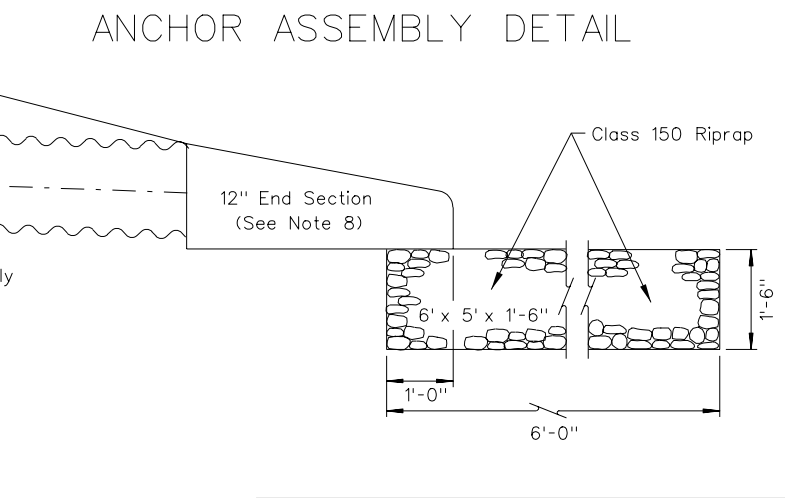 ANCHOR ASSEMBLY DETAIL
Class 150 Riprap
12" End Section
(See Note 8)
ly
6' x 5' x 1'-6"
1'-6"
1'-0"
6'-0"